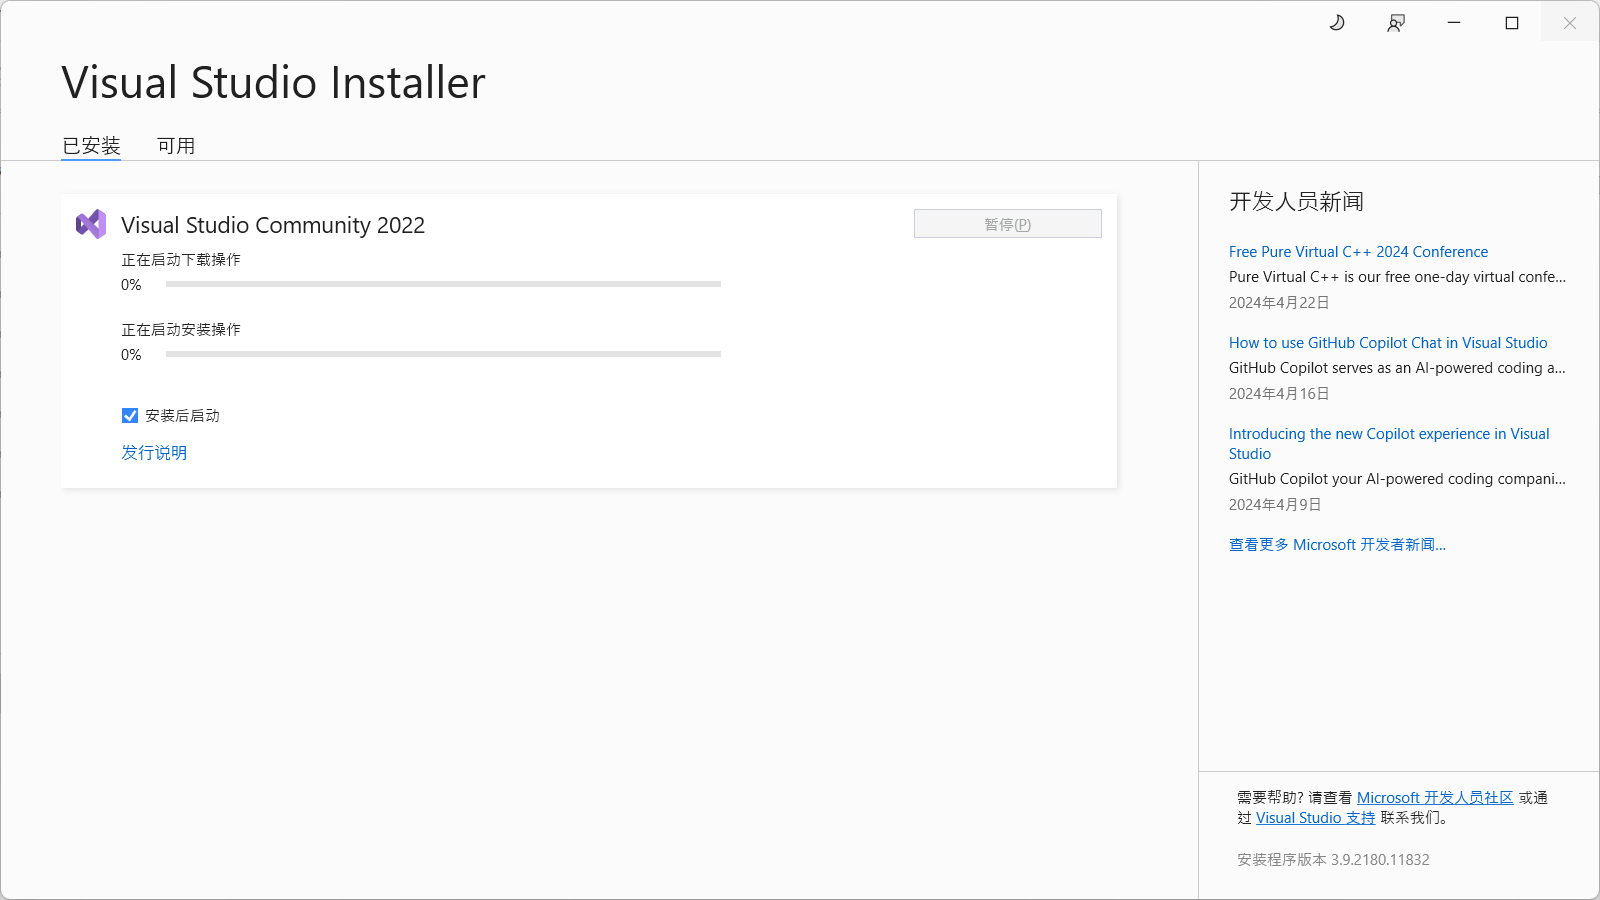 Visual Studio Installer
已安装
可用
Visual Studio Community 2022
暂停(P)
正在启动下载操作
0%
正在启动安装操作
0%
安装后启动
发行说明
开发人员新闻
Free Pure Virtual C++ 2024 Conference
Pure Virtual C++ is our free one-day virtual confe...
2024年4月22日
How to use GitHub Copilot Chat in Visual Studio
GitHub Copilot serves as an AI-powered coding a...
2024年4月16日
Introducing the new Copilot experience in Visual
Studio
GitHub Copilot your AI-powered coding compani...
2024年4月9日
查看更多 Microsoft 开发者新闻...
需要帮助? 请查看 Microsoft 开发人员社区 或通
过 Visual Studio 支持 联系我们。
安装程序版本 3.9.2180.11832